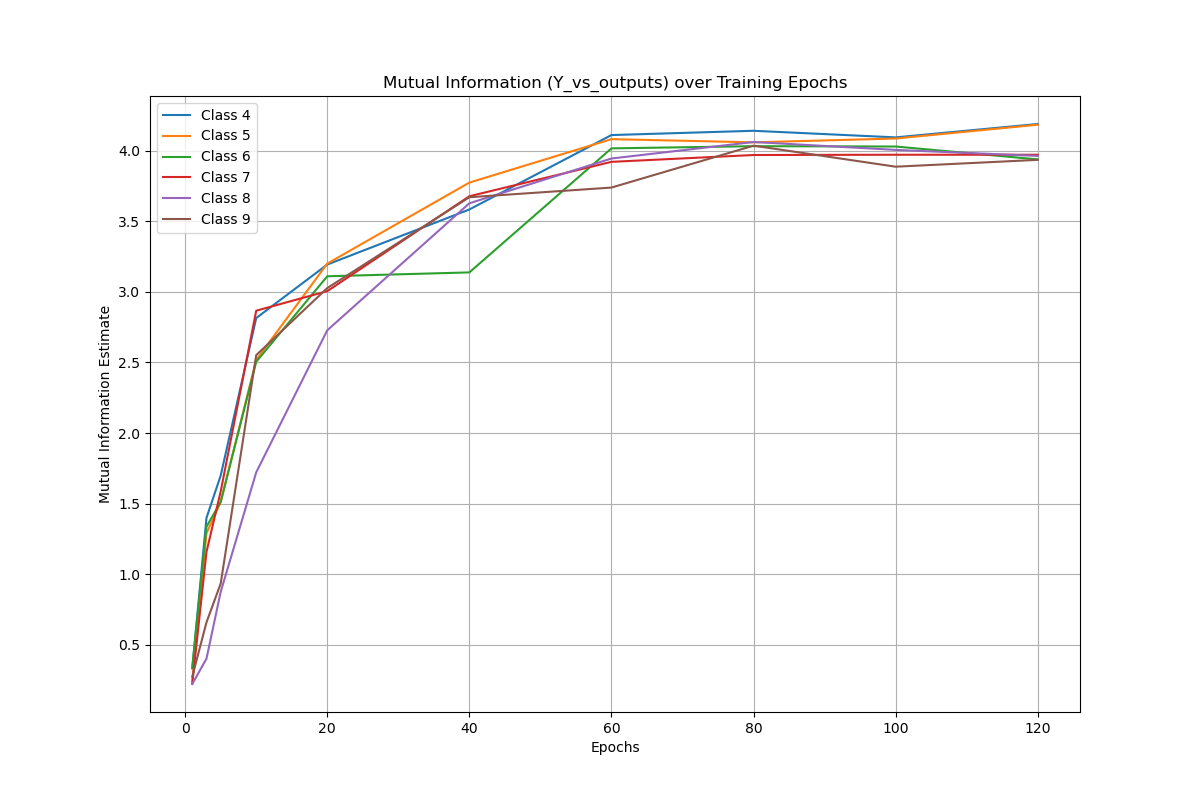 Mutual Information (Y_vs_outputs) over Training Epochs
Class 4
Class 5
Class 6
Class 7
Class 8
Class 9
Mutual Information Estimate
4.0
3.5
3.0
2.5
2.0
1.5
1.0
0.5
0 20 40 60 80 100 120
Epochs